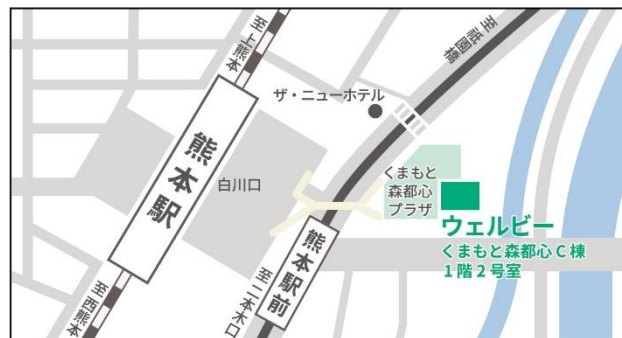 至上熊本
至祇園橋
ザ・ニューホテル
熊本駅
白川口
くまもと
森都心
プラザ
ウェルビー
くまもと森都心C棟
1階2号室
熊本駅前
至西熊本
至二本木口